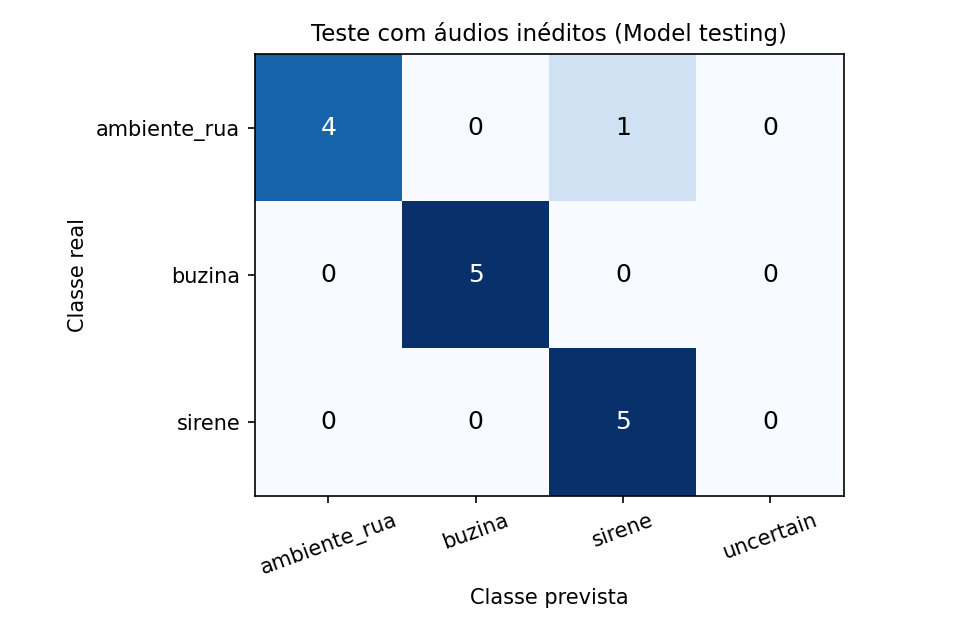 Teste com áudios inéditos (Model testing)
ambiente_rua
4
0
1
0
buzina
0
5
0
0
sirene
0
0
5
0
ambiente_rua
buzina
sirene
uncertain
Classe real
Classe prevista